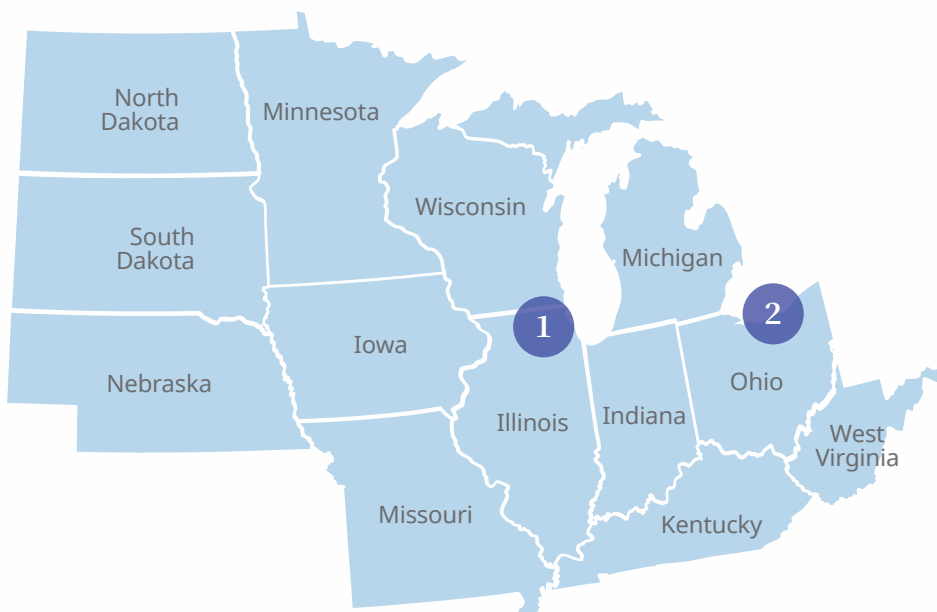 North
Dakota
Minnesota
Wisconsin
South
Dakota
Michigan
1
2
Iowa
Nebraska
Ohio
Illinois
Indiana
West
Virginia
Missouri
Kentucky